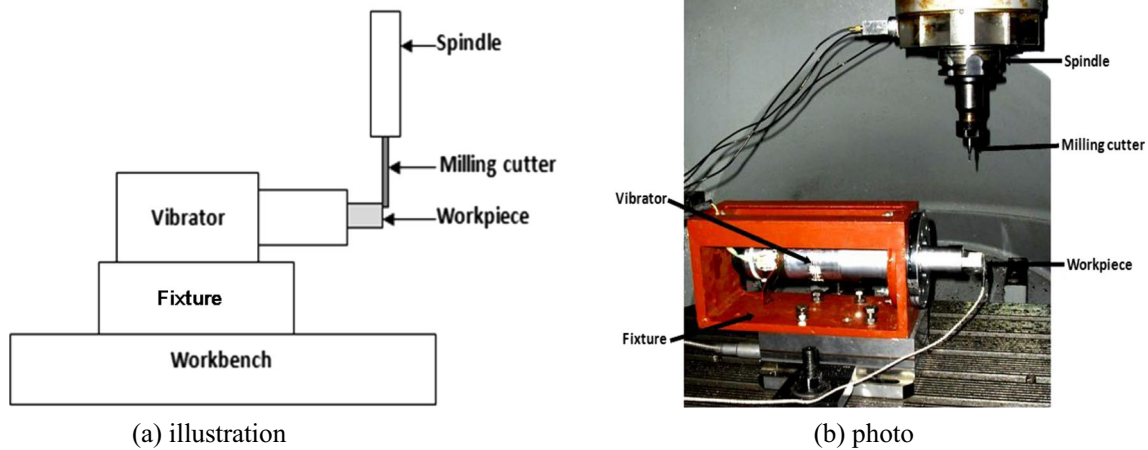 Spindle
Milling cutter
Workpiece
Vibrator
Fixture
Workbench
(a) illustration
Spindle
Milling cutter
Vibrator
Workpiece
Fixture
(b) photo